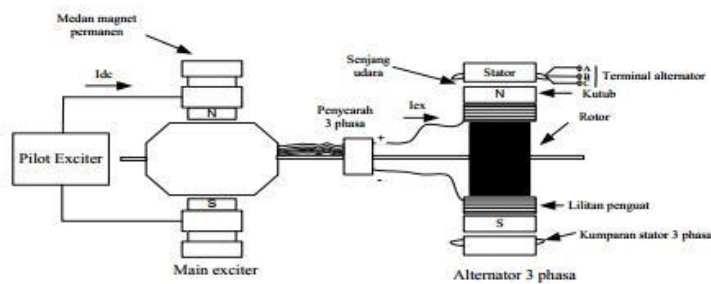 Medan magnet
permanen
Idc
N
Pilot Exciter
S
Main exciter
Penyearah
3 phasa
+
-
Iex
Senjang
udara
Stator
A
B
C
Terminal alternator
N
Kutub
Rotor
Lilitan penguat
S
Kumparan stator 3 phasa
Alternator 3 phasa